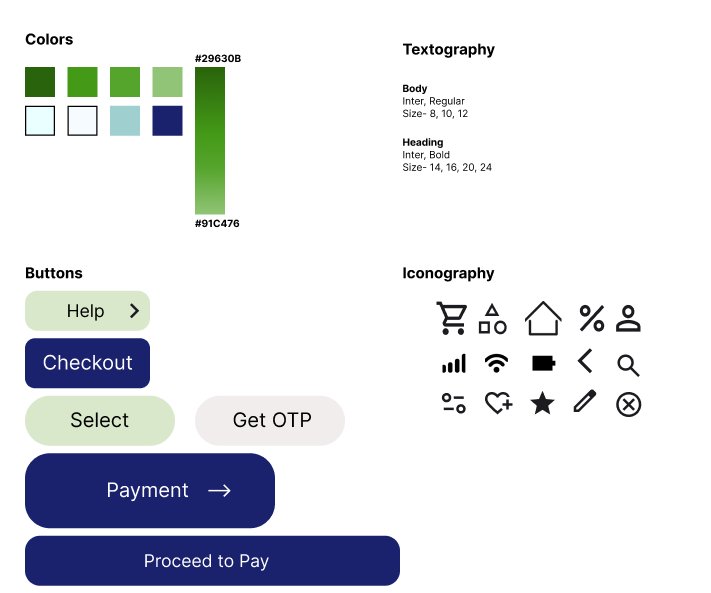 Colors
#29630B
#91C476
Textography
Body
Inter, Regular
Size- 8, 10, 12
Heading
Inter, Bold
Size- 14, 16, 20, 24
Buttons
Help
Checkout
Select
Get OTP
Payment
Proceed to Pay
Iconography